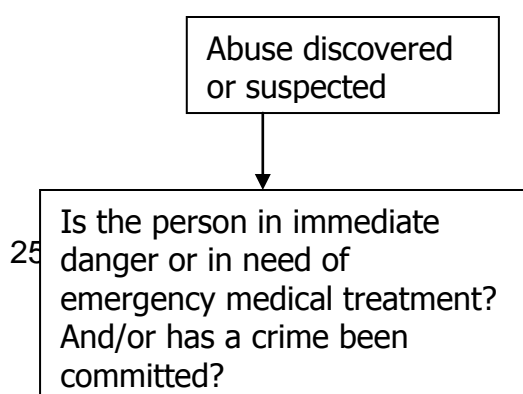 Abuse discovered
or suspected
Is the person in immediate
25
danger or in need of
emergency medical treatment?
And/or has a crime been
committed?